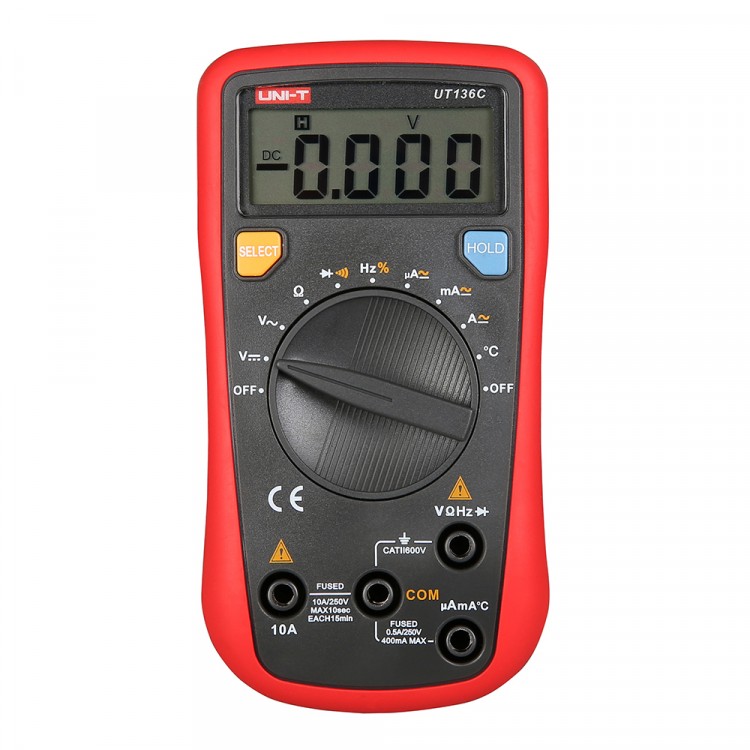 UNI-T
UT136C
H
V
DC
-0.000
SELECT
HOLD
Hz%
µA
mA
A
°C
OFF
Ω
V~
V⎓
OFF
CE
VΩHz
CATII600V
FUSED
10A/250V
MAX10sec
EACH15min
COM
10A
µAmA°C
FUSED
0.5A/250V
400mA MAX